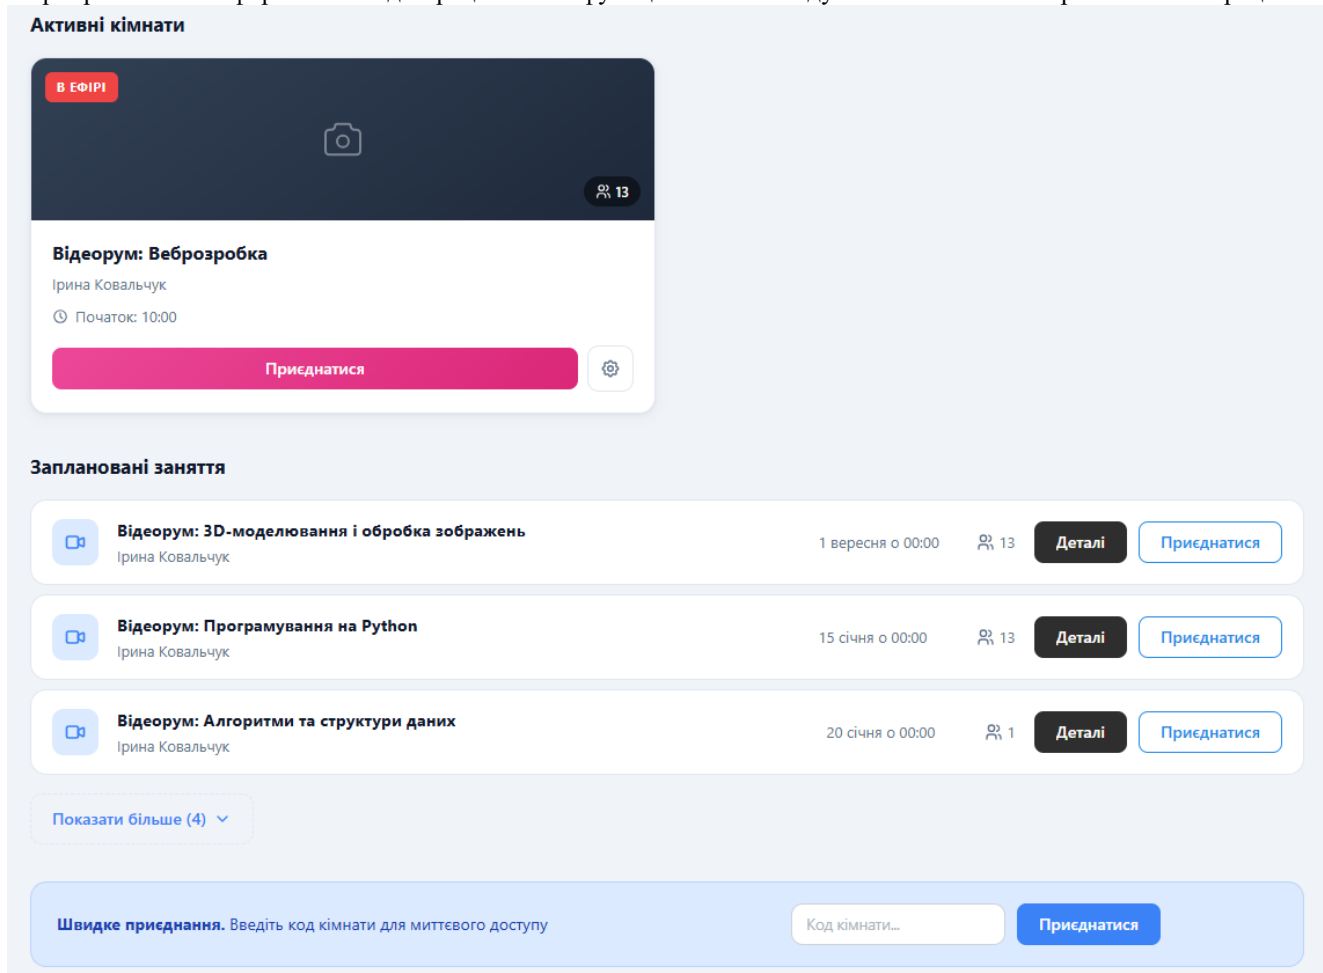 Активні кімнати
В ЕФІРІ
13
Відеорум: Веброзробка
Ірина Ковальчук
Початок: 10:00
Приєднатися
Заплановані заняття
Відеорум: 3D-моделювання і обробка зображень
Ірина Ковальчук
1 вересня о 00:00 13 Деталі Приєднатися
Відеорум: Програмування на Python
Ірина Ковальчук
15 січня о 00:00 13 Деталі Приєднатися
Відеорум: Алгоритми та структури даних
Ірина Ковальчук
20 січня о 00:00 1 Деталі Приєднатися
Показати більше (4)
Швидке приєднання. Введіть код кімнати для миттєвого доступу
Код кімнати... Приєднатися